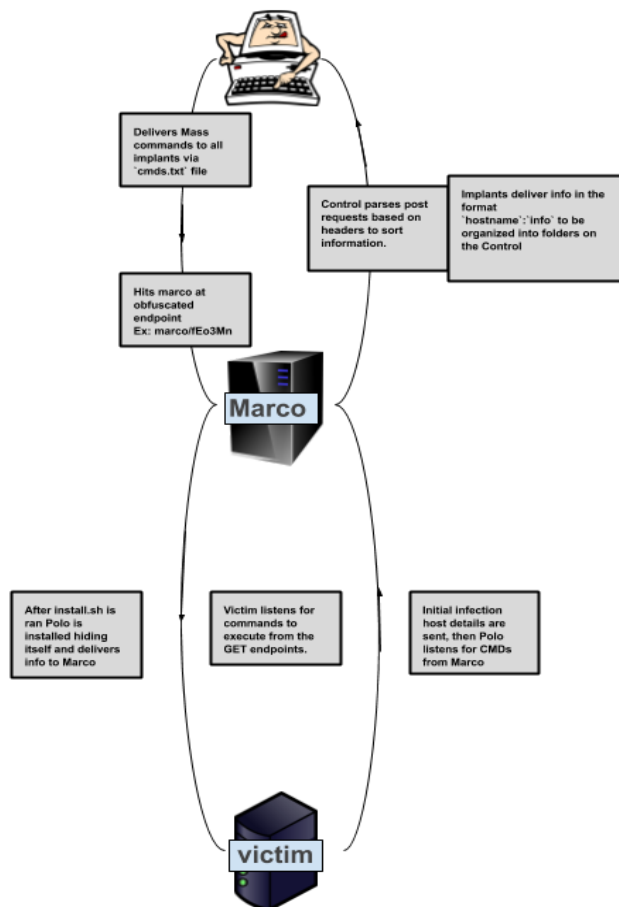 Delivers Mass
commands to all
implants via
`cmds.txt` file
Control parses post
requests based on
headers to sort
information.
Implants deliver info in the
format
`hostname`:`info` to be
organized into folders on
the Control
Hits marco at
obfuscated
endpoint
Ex: marco/fEo3Mn
Marco
After install.sh is
ran Polo is
installed hiding
itself and delivers
info to Marco
Victim listens for
commands to
execute from the
GET endpoints.
Initial infection
host details are
sent, then Polo
listens for CMDs
from Marco
victim